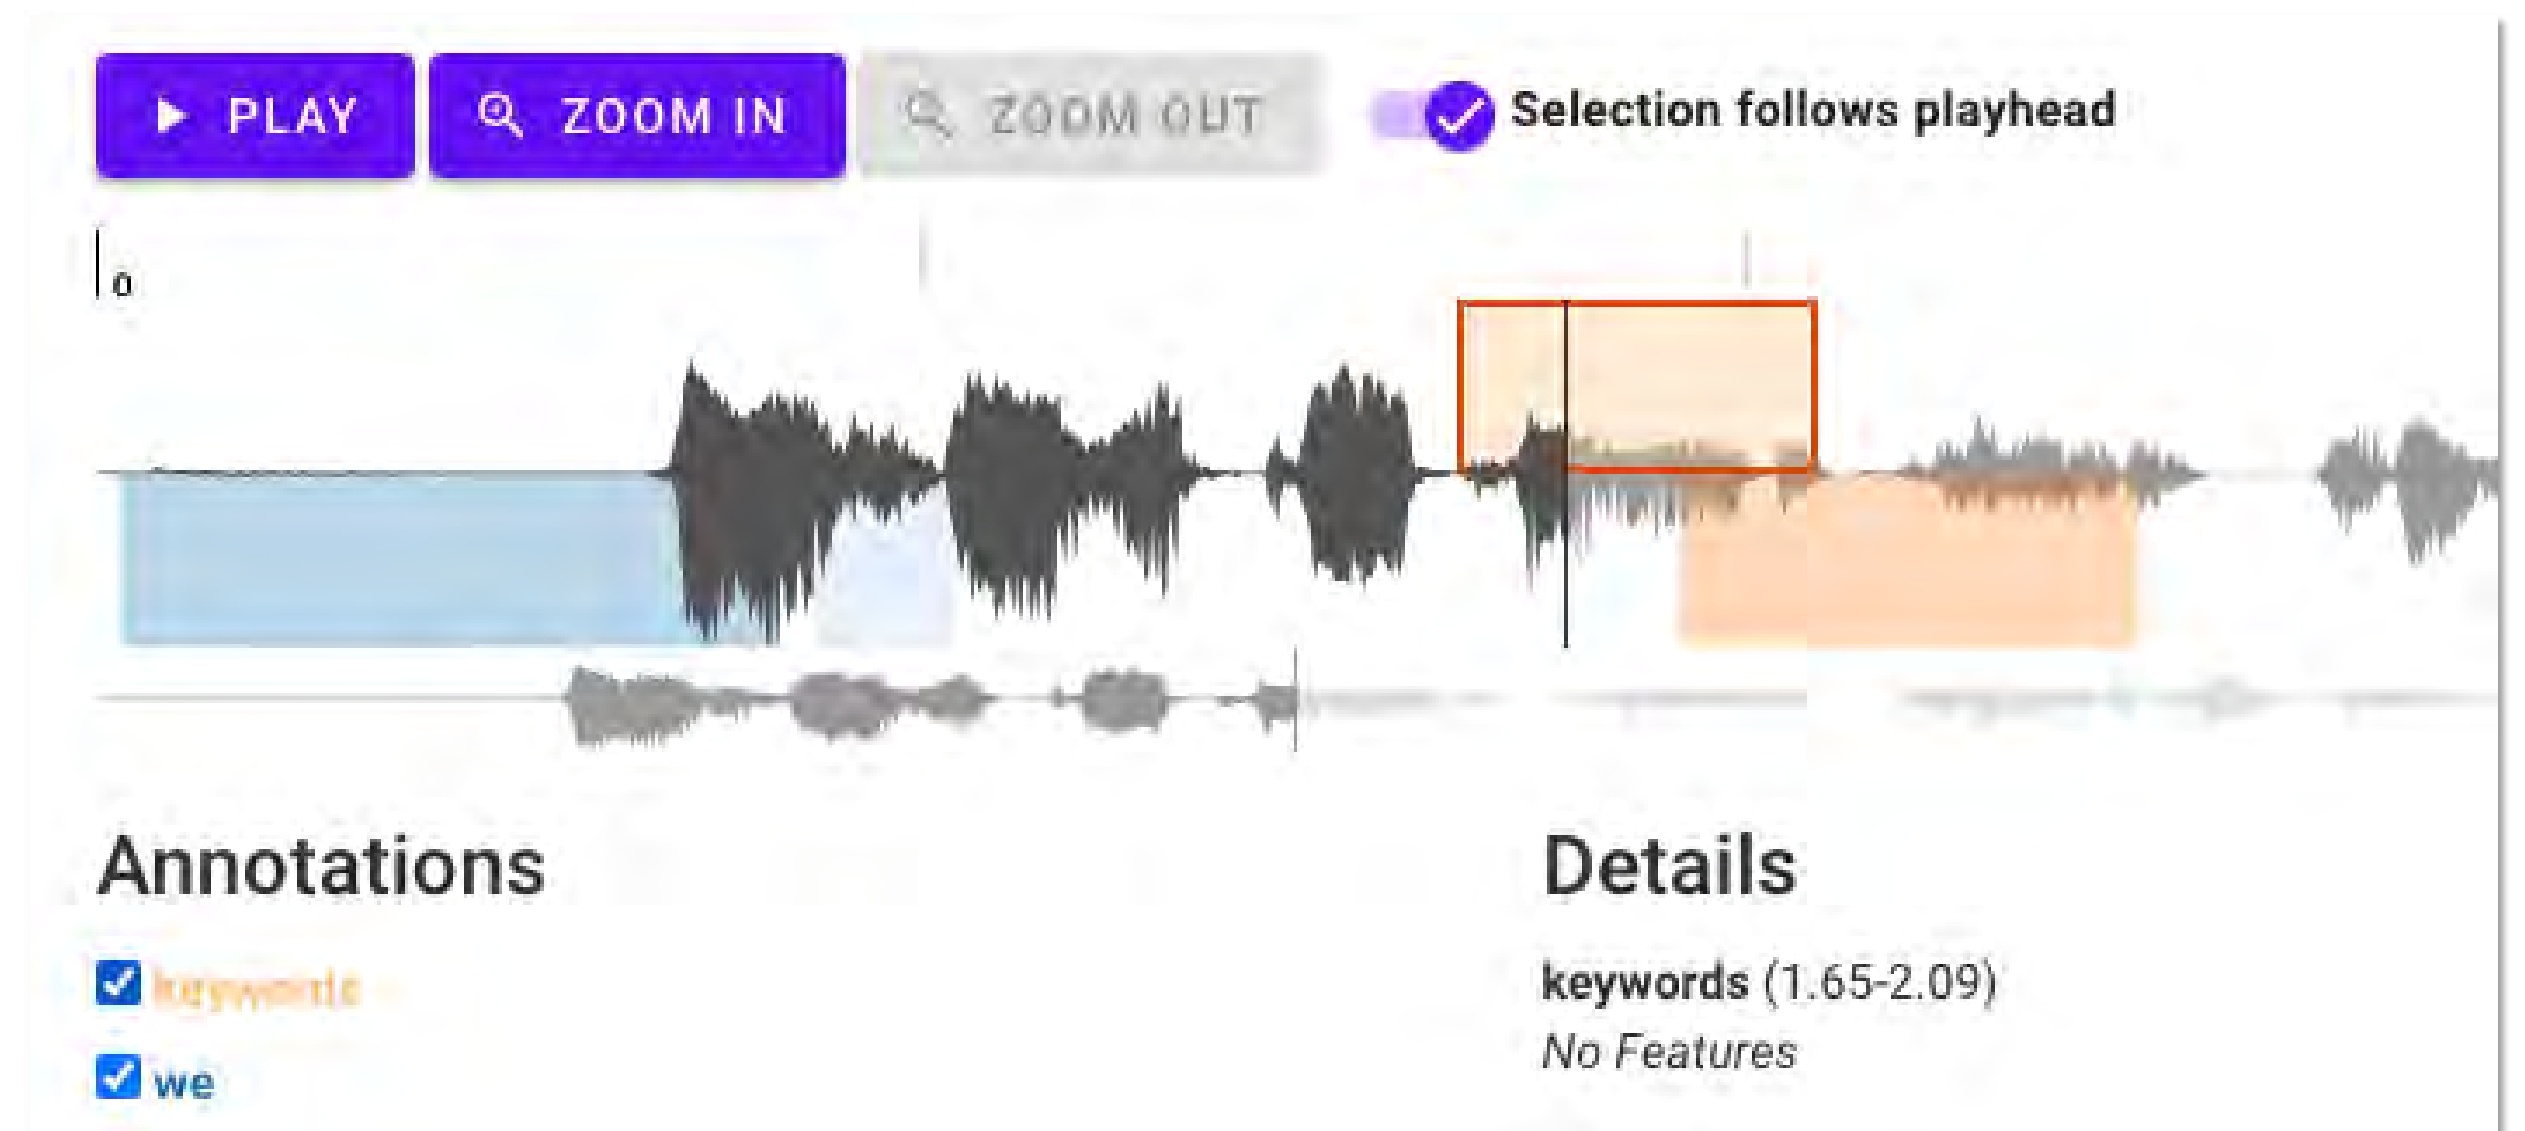 PLAY ZOOM IN ZOOM OUT Selection follows playhead
0
Annotations
Details
keywords
keywords (1.65-2.09)
No Features
we